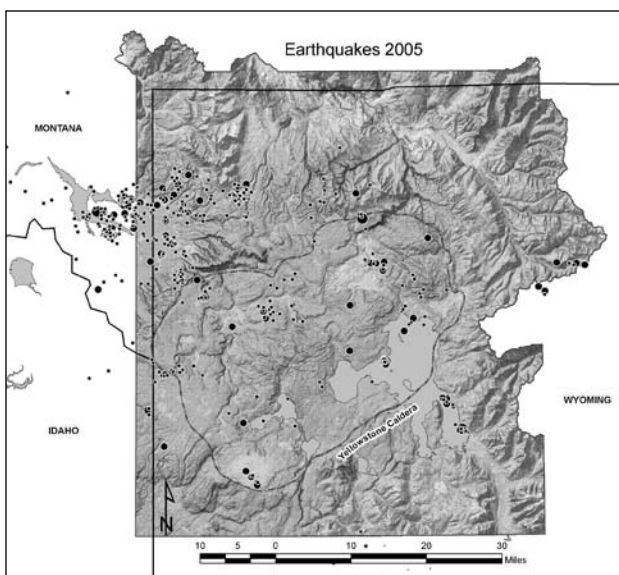 Earthquakes 2005
MONTANA
WYOMING
IDAHO
Yellowstone Caldera
N
10 5 0 10 20 30
Miles